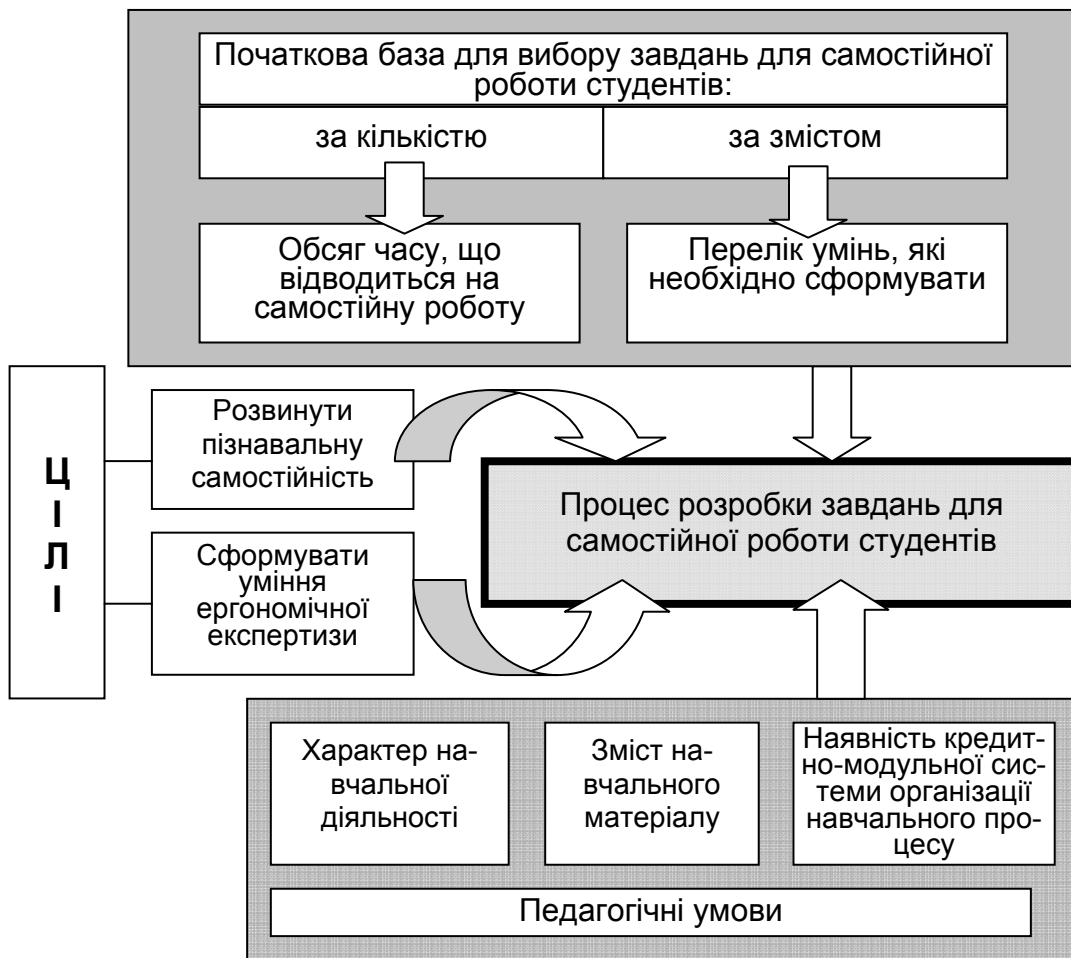 Початкова база для вибору завдань для самостійної
роботи студентів:
за кількістю
за змістом
Обсяг часу, що
відводиться на
самостійну роботу
Перелік умінь, які
необхідно сформувати
ЦІЛІ
Розвинути
пізнавальну
самостійність
Сформувати
уміння
ергономічної
експертизи
Процес розробки завдань для
самостійної роботи студентів
Характер на-
вчальної
діяльності
Зміст на-
вчального
матеріалу
Наявність кредит-
но-модульної сис-
теми організації
навчального про-
цесу
Педагогічні умови